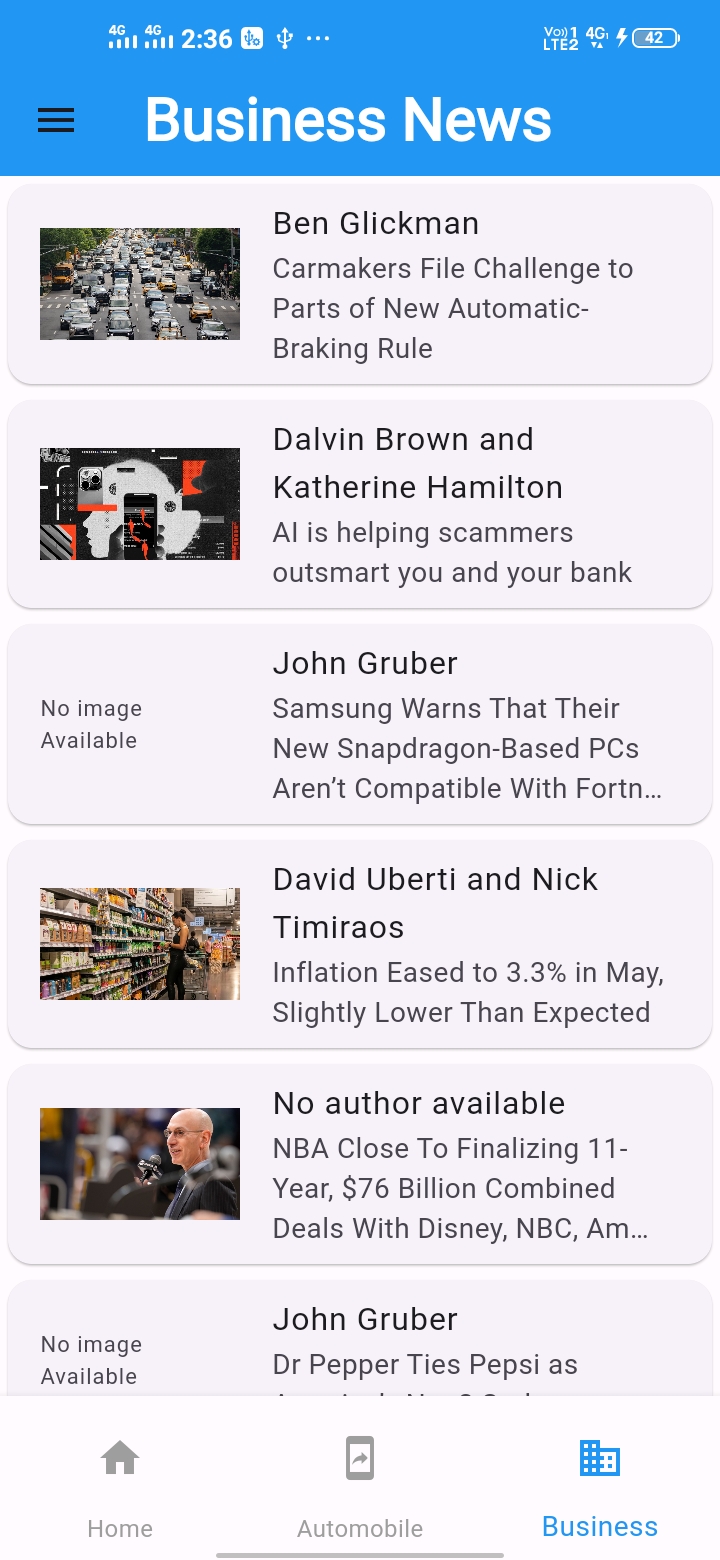 4G 4G 2:36 Vo))1 LTE2 4G 42
Business News
Ben Glickman
Carmakers File Challenge to
Parts of New Automatic-
Braking Rule
Dalvin Brown and
Katherine Hamilton
AI is helping scammers
outsmart you and your bank
No image
Available
John Gruber
Samsung Warns That Their
New Snapdragon-Based PCs
Aren’t Compatible With Fortn...
David Uberti and Nick
Timiraos
Inflation Eased to 3.3% in May,
Slightly Lower Than Expected
No author available
NBA Close To Finalizing 11-
Year, $76 Billion Combined
Deals With Disney, NBC, Am...
No image
Available
John Gruber
Dr Pepper Ties Pepsi as
Home
Automobile
Business